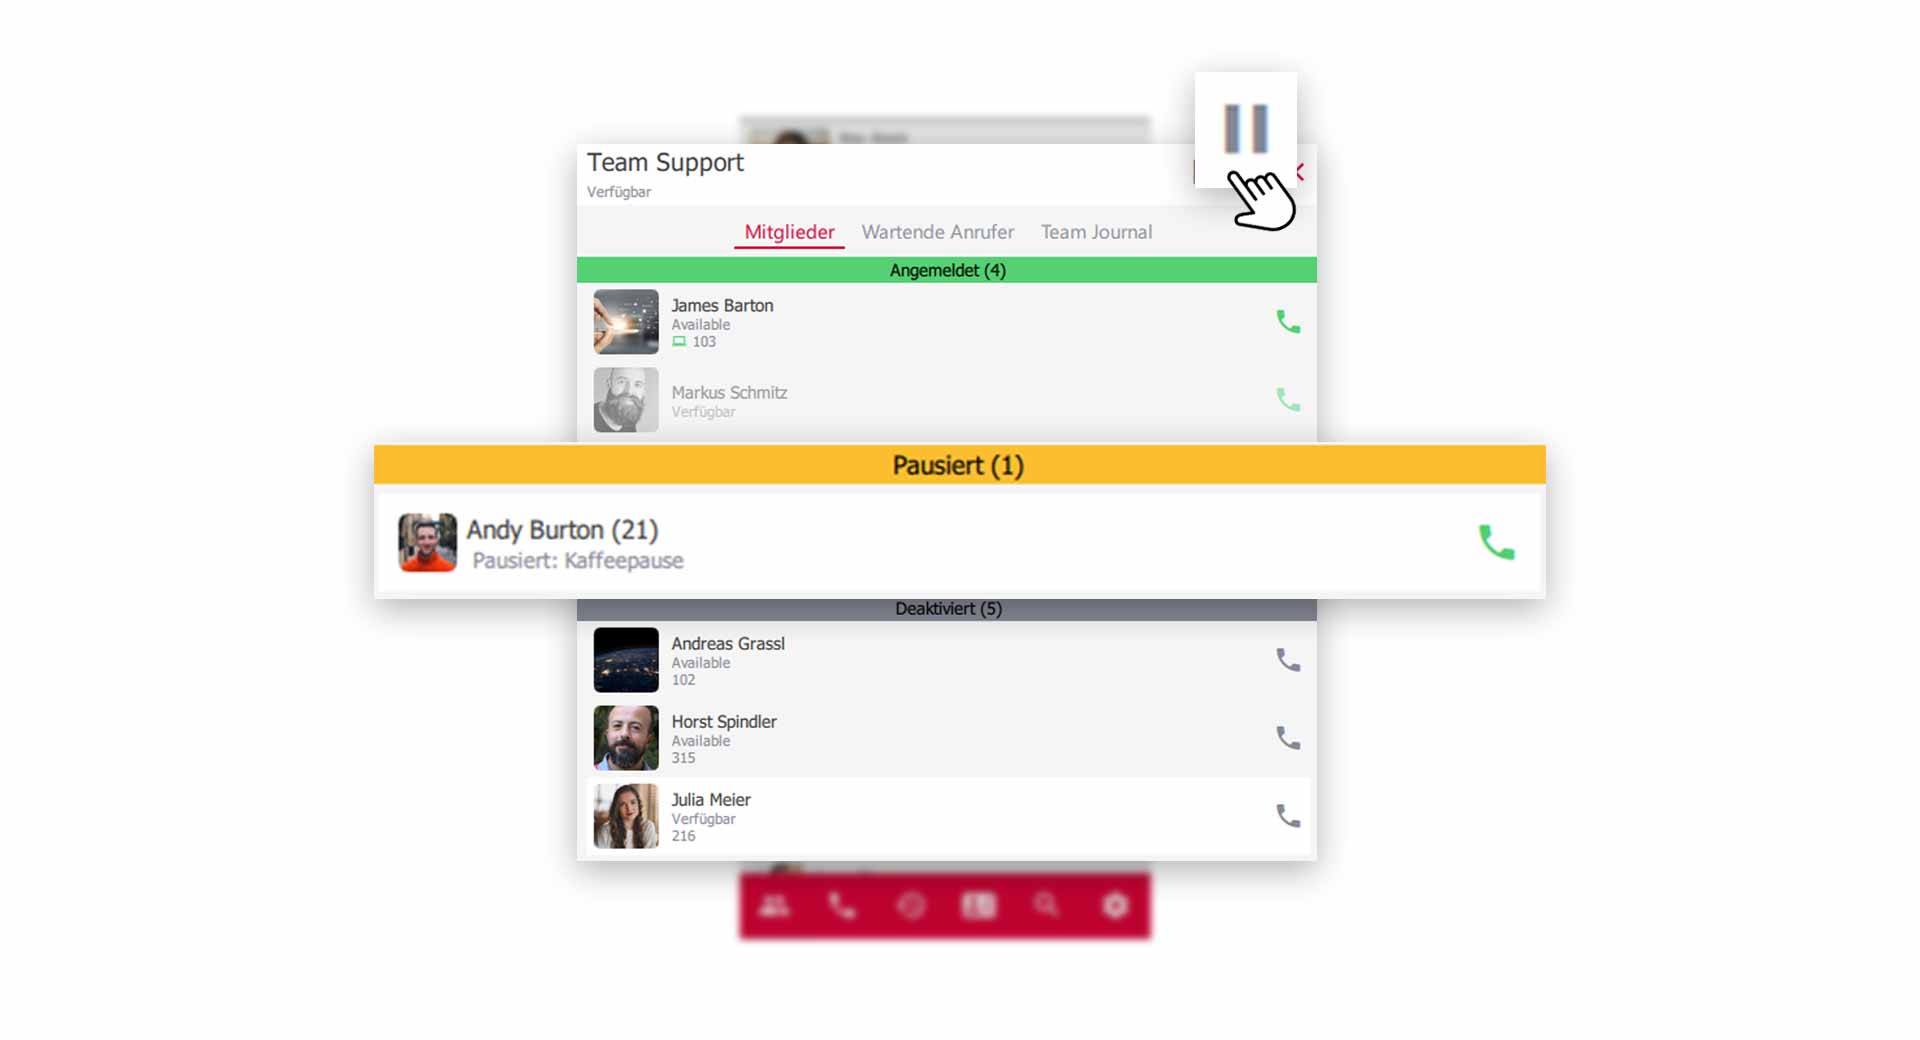 Team Support
Verfügbar
Mitglieder Wartende Anrufer Team Journal
Angemeldet (4)
James Barton
Available
103
Markus Schmitz
Verfügbar
Pausiert (1)
Andy Burton (21)
Pausiert: Kaffeepause
Deaktiviert (5)
Andreas Grassl
Available
102
Horst Spindler
Available
315
Julia Meier
Verfügbar
216